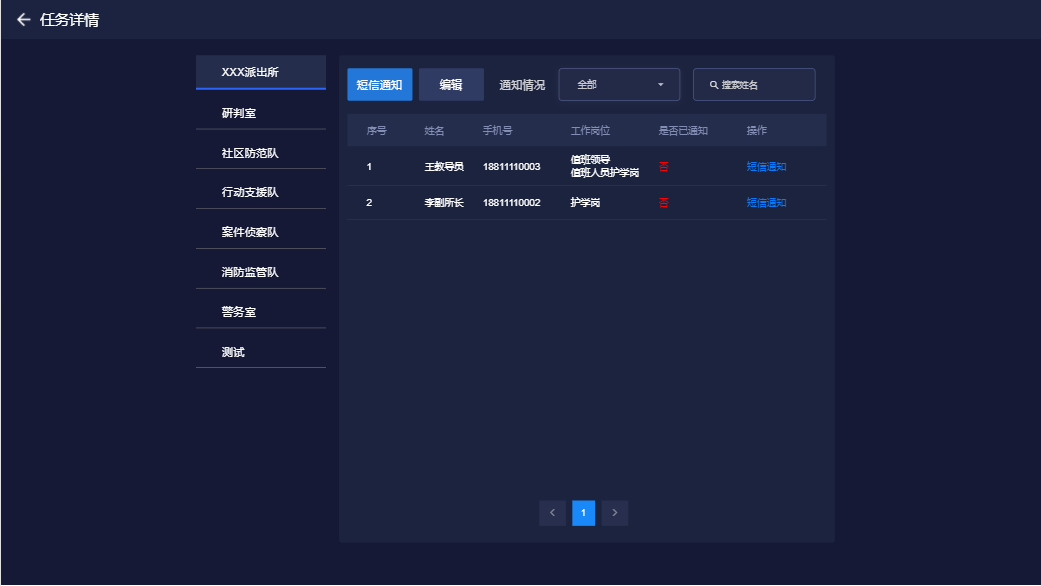 任务详情
XXX派出所
研判室
社区防范队
行动支援队
案件侦察队
消防监管队
警务室
测试
短信通知 编辑 通知情况 全部 搜索姓名
序号 姓名 手机号 工作岗位 是否已通知 操作
1 王教导员 18811110003 值班领导 否 短信通知
值班人员护学岗
2 李副所长 18811110002 护学岗 否 短信通知
1